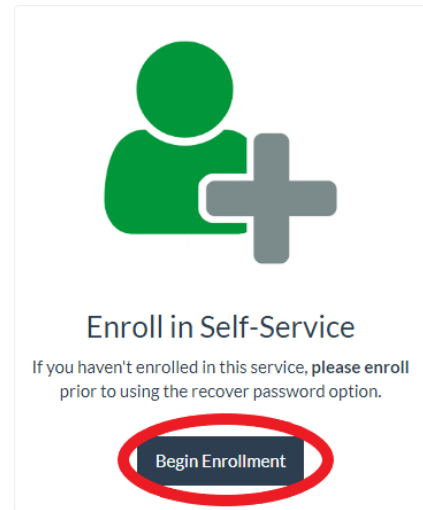 Enroll in Self-Service
If you haven't enrolled in this service, please enroll
prior to using the recover password option.
Begin Enrollment